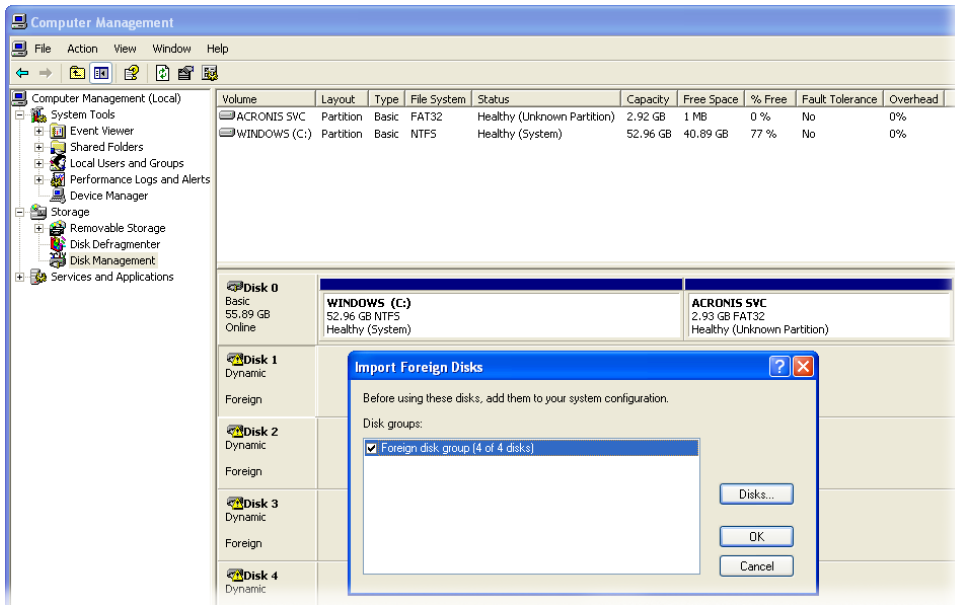 Computer Management
File Action View Window Help
Computer Management (Local)
System Tools
Event Viewer
Shared Folders
Local Users and Groups
Performance Logs and Alerts
Device Manager
Storage
Removable Storage
Disk Defragmenter
Disk Management
Services and Applications
Volume Layout Type File System Status Capacity Free Space % Free Fault Tolerance Overhead
ACRONIS SVC Partition Basic FAT32 Healthy (Unknown Partition) 2.92 GB 1 MB 0 % No 0%
WINDOWS (C:) Partition Basic NTFS Healthy (System) 52.96 GB 40.89 GB 77 % No 0%
Disk 0
Basic
55.89 GB
Online
WINDOWS (C:)
52.96 GB NTFS
Healthy (System)
ACRONIS SVC
2.93 GB FAT32
Healthy (Unknown Partition)
Disk 1
Dynamic
Foreign
Disk 2
Dynamic
Foreign
Disk 3
Dynamic
Foreign
Disk 4
Dynamic
Import Foreign Disks
Before using these disks, add them to your system configuration.
Disk groups:
Foreign disk group (4 of 4 disks)
Disks...
OK
Cancel